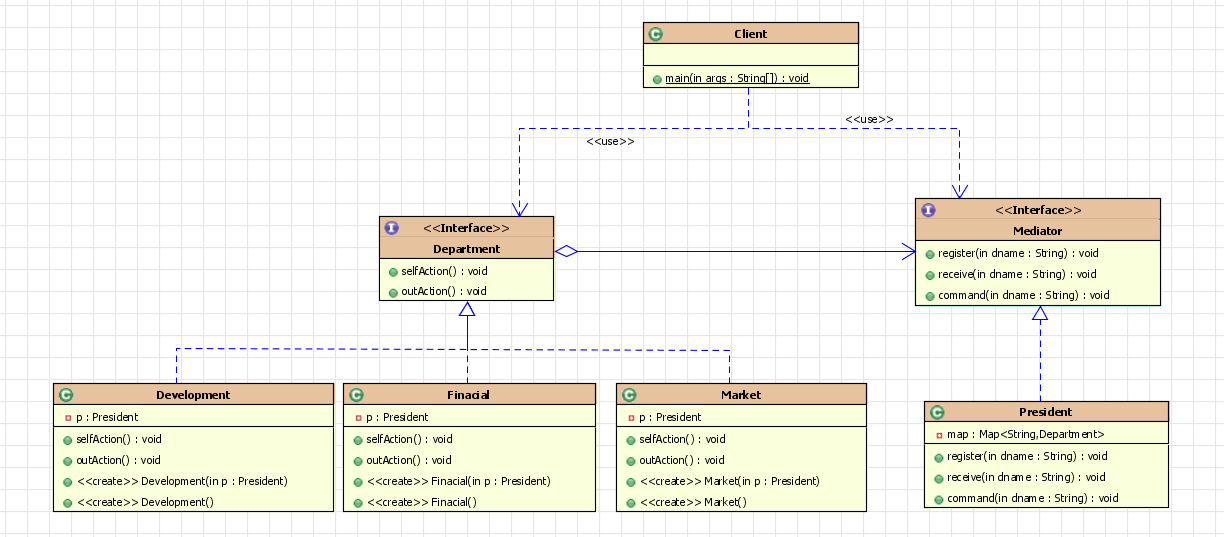 Client
main(in args : String[]) : void
<<use>>
<<use>>
<<Interface>>
Department
selfAction() : void
outAction() : void
<<Interface>>
Mediator
register(in dname : String) : void
receive(in dname : String) : void
command(in dname : String) : void
Development
p : President
selfAction() : void
outAction() : void
<<create>> Development(in p : President)
<<create>> Development()
Finacial
p : President
selfAction() : void
outAction() : void
<<create>> Finacial(in p : President)
<<create>> Finacial()
Market
p : President
selfAction() : void
outAction() : void
<<create>> Market(in p : President)
<<create>> Market()
President
map : Map<String,Department>
register(in dname : String) : void
receive(in dname : String) : void
command(in dname : String) : void